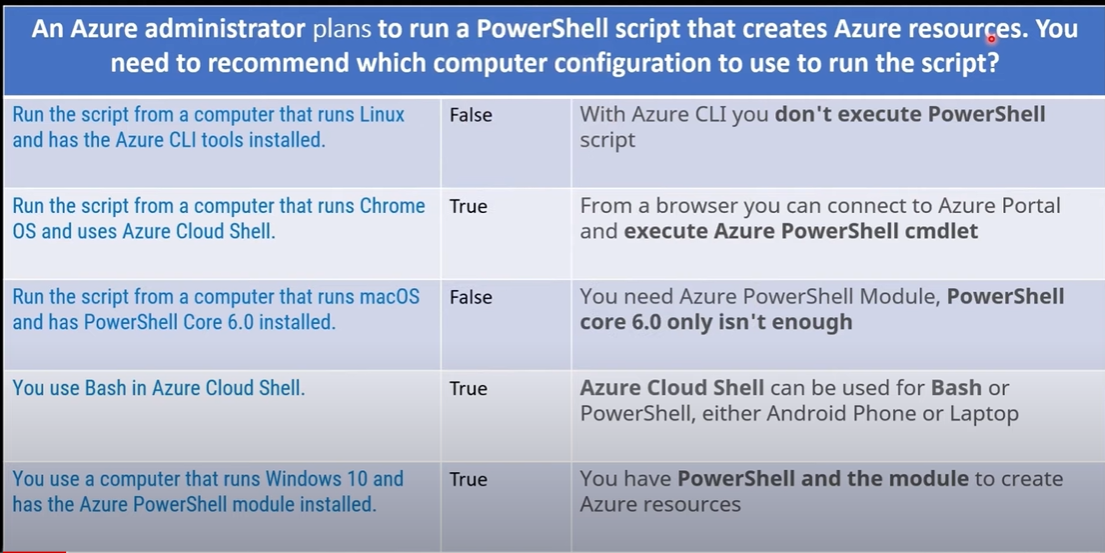 An Azure administrator plans to run a PowerShell script that creates Azure resources. You
need to recommend which computer configuration to use to run the script?
Run the script from a computer that runs Linux
and has the Azure CLI tools installed.
False
With Azure CLI you don't execute PowerShell
script
Run the script from a computer that runs Chrome
OS and uses Azure Cloud Shell.
True
From a browser you can connect to Azure Portal
and execute Azure PowerShell cmdlet
Run the script from a computer that runs macOS
and has PowerShell Core 6.0 installed.
False
You need Azure PowerShell Module, PowerShell
core 6.0 only isn't enough
You use Bash in Azure Cloud Shell.
True
Azure Cloud Shell can be used for Bash or
PowerShell, either Android Phone or Laptop
You use a computer that runs Windows 10 and
has the Azure PowerShell module installed.
True
You have PowerShell and the module to create
Azure resources